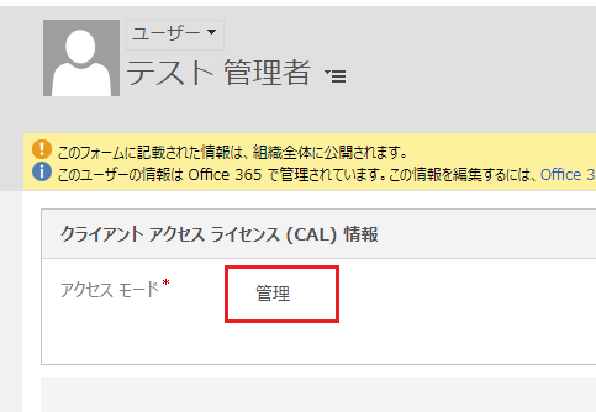 ユーザー
テスト 管理者
このフォームに記載された情報は、組織全体に公開されます。
このユーザーの情報は Office 365 で管理されています。この情報を編集するには、Office 3
クライアント アクセス ライセンス (CAL) 情報
アクセス モード* 管理